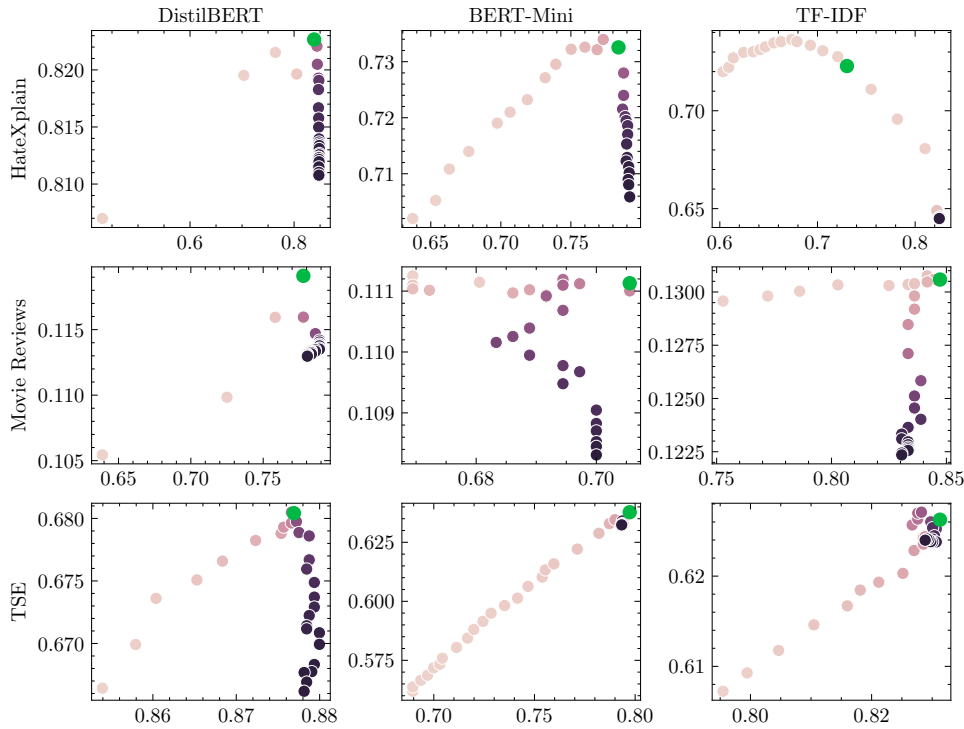 DistilBERT BERT-Mini TF-IDF
HateXplain
0.820
0.815
0.810
0.6 0.8
0.73
0.72
0.71
0.65 0.70 0.75
0.70
0.65
0.6 0.7 0.8
Movie Reviews
0.115
0.110
0.105
0.65 0.70 0.75
0.111
0.110
0.109
0.68 0.70
0.1300
0.1275
0.1250
0.1225
0.75 0.80 0.85
TSE
0.680
0.675
0.670
0.86 0.87 0.88
0.625
0.600
0.575
0.70 0.75 0.80
0.62
0.61
0.80 0.82